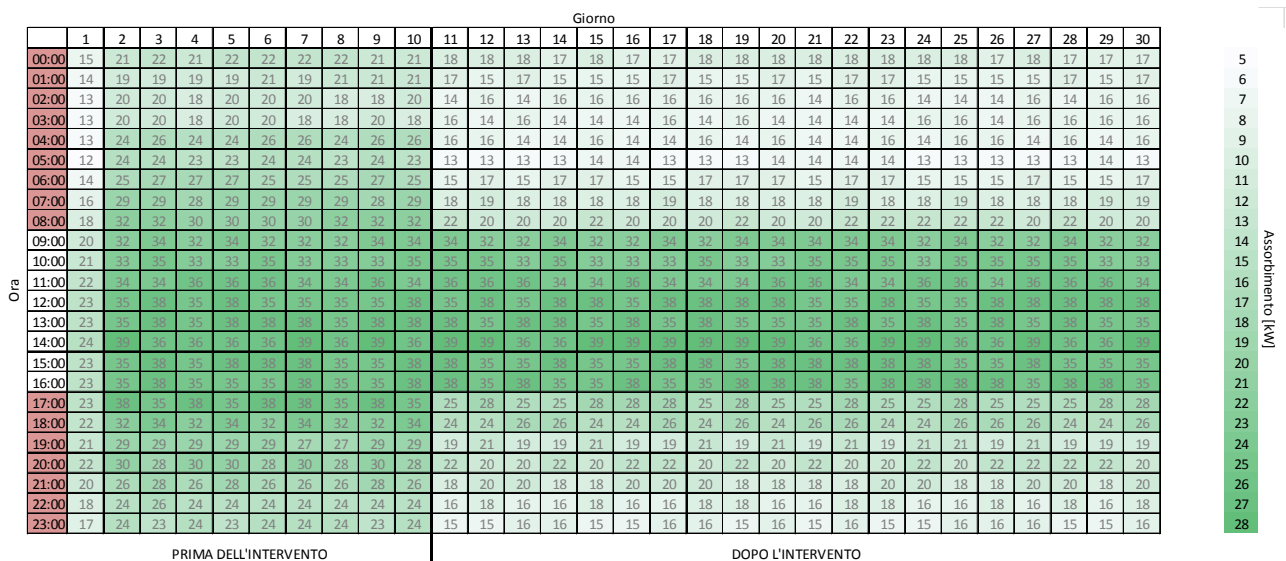 Giorno
1 2 3 4 5 6 7 8 9 10 11 12 13 14 15 16 17 18 19 20 21 22 23 24 25 26 27 28 29 30
00:00 15 21 22 21 22 22 22 22 21 21 18 18 18 17 18 17 17 18 18 18 17 18 18 18 18 17 18 17 17 17
01:00 14 19 19 19 19 21 19 21 21 21 17 15 17 15 15 15 17 15 15 17 15 17 17 15 15 15 15 17 15 17
02:00 13 20 20 18 20 20 20 18 18 20 14 16 14 16 16 16 16 16 16 16 14 14 16 14 14 14 16 14 16 16
03:00 13 20 20 18 20 20 18 18 20 18 16 14 16 14 14 16 16 14 16 14 14 16 14 16 14 16 16 16 14 16
04:00 13 24 26 24 24 26 26 24 26 26 16 16 14 14 16 14 14 16 14 16 16 14 14 14 16 16 14 16 14 16
05:00 12 24 24 23 23 24 24 23 24 23 13 13 13 13 14 14 13 13 13 14 14 14 14 13 13 13 13 13 14 13
06:00 14 25 27 27 27 25 25 25 27 25 15 17 15 17 17 15 15 17 17 17 15 17 17 15 15 17 15 15 17 17
07:00 16 29 29 28 29 29 29 29 28 29 18 19 18 18 18 18 19 18 18 18 19 18 18 19 18 18 18 18 19 19
08:00 18 32 32 30 30 30 30 32 32 32 22 20 20 20 22 20 20 20 22 22 20 22 22 22 22 22 20 22 20 20
09:00 20 32 34 32 34 32 32 32 34 34 34 32 32 34 32 32 34 32 32 34 34 34 34 32 32 34 32 34 32 32
10:00 21 33 35 33 33 35 33 33 33 33 35 35 33 33 35 35 33 35 35 33 35 33 33 35 33 33 35 35 33 33
11:00 22 34 34 36 36 36 34 34 36 34 36 36 34 36 34 34 36 36 34 36 34 34 34 36 34 36 34 36 36 34
12:00 23 35 38 35 38 35 35 35 38 38 35 38 35 38 38 35 38 38 38 35 35 38 38 38 35 35 38 38 38 38
13:00 23 35 38 35 38 38 38 35 38 38 38 38 38 35 35 38 35 38 35 35 35 38 35 38 38 35 38 38 35 35
14:00 24 39 36 36 36 36 39 36 39 36 39 39 36 36 39 36 39 39 39 39 36 36 39 39 36 36 39 36 36 39
15:00 23 35 38 35 38 38 38 38 35 38 35 38 35 38 35 35 38 35 35 35 38 38 38 38 38 35 38 38 35 35
16:00 23 35 38 35 35 35 38 35 35 35 38 35 38 35 35 38 35 38 38 38 38 35 38 38 35 38 35 38 35 35
17:00 23 38 35 38 35 38 38 35 38 35 25 28 25 25 28 28 28 25 28 25 28 25 25 25 28 25 25 25 28 28
18:00 22 32 34 32 34 32 34 32 32 34 24 24 26 26 24 26 24 26 24 26 24 26 24 24 26 26 26 24 24 26
19:00 21 29 29 29 29 29 27 27 29 29 19 21 19 19 21 19 19 21 19 21 19 21 19 21 21 19 21 19 19 19
20:00 22 30 28 30 30 28 30 28 30 28 22 20 20 22 20 22 22 20 22 20 22 20 20 22 20 22 22 22 22 20
21:00 20 26 28 26 28 26 26 26 28 26 18 20 20 18 18 20 20 20 18 18 18 18 20 20 18 18 20 18 20 20
22:00 18 24 26 24 24 24 24 24 24 24 16 18 16 18 18 16 16 18 18 18 18 16 18 16 16 18 16 18 16 18
23:00 17 24 23 24 23 24 24 24 23 24 15 15 16 16 15 15 16 16 15 16 16 16 15 16 15 16 16 15 15 16
Ora
PRIMA DELL'INTERVENTO
DOPO L'INTERVENTO
5
6
7
8
9
10
11
12
13
14
15
16
17
18
19
20
21
22
23
24
25
26
27
28
Assorbimento [kW]